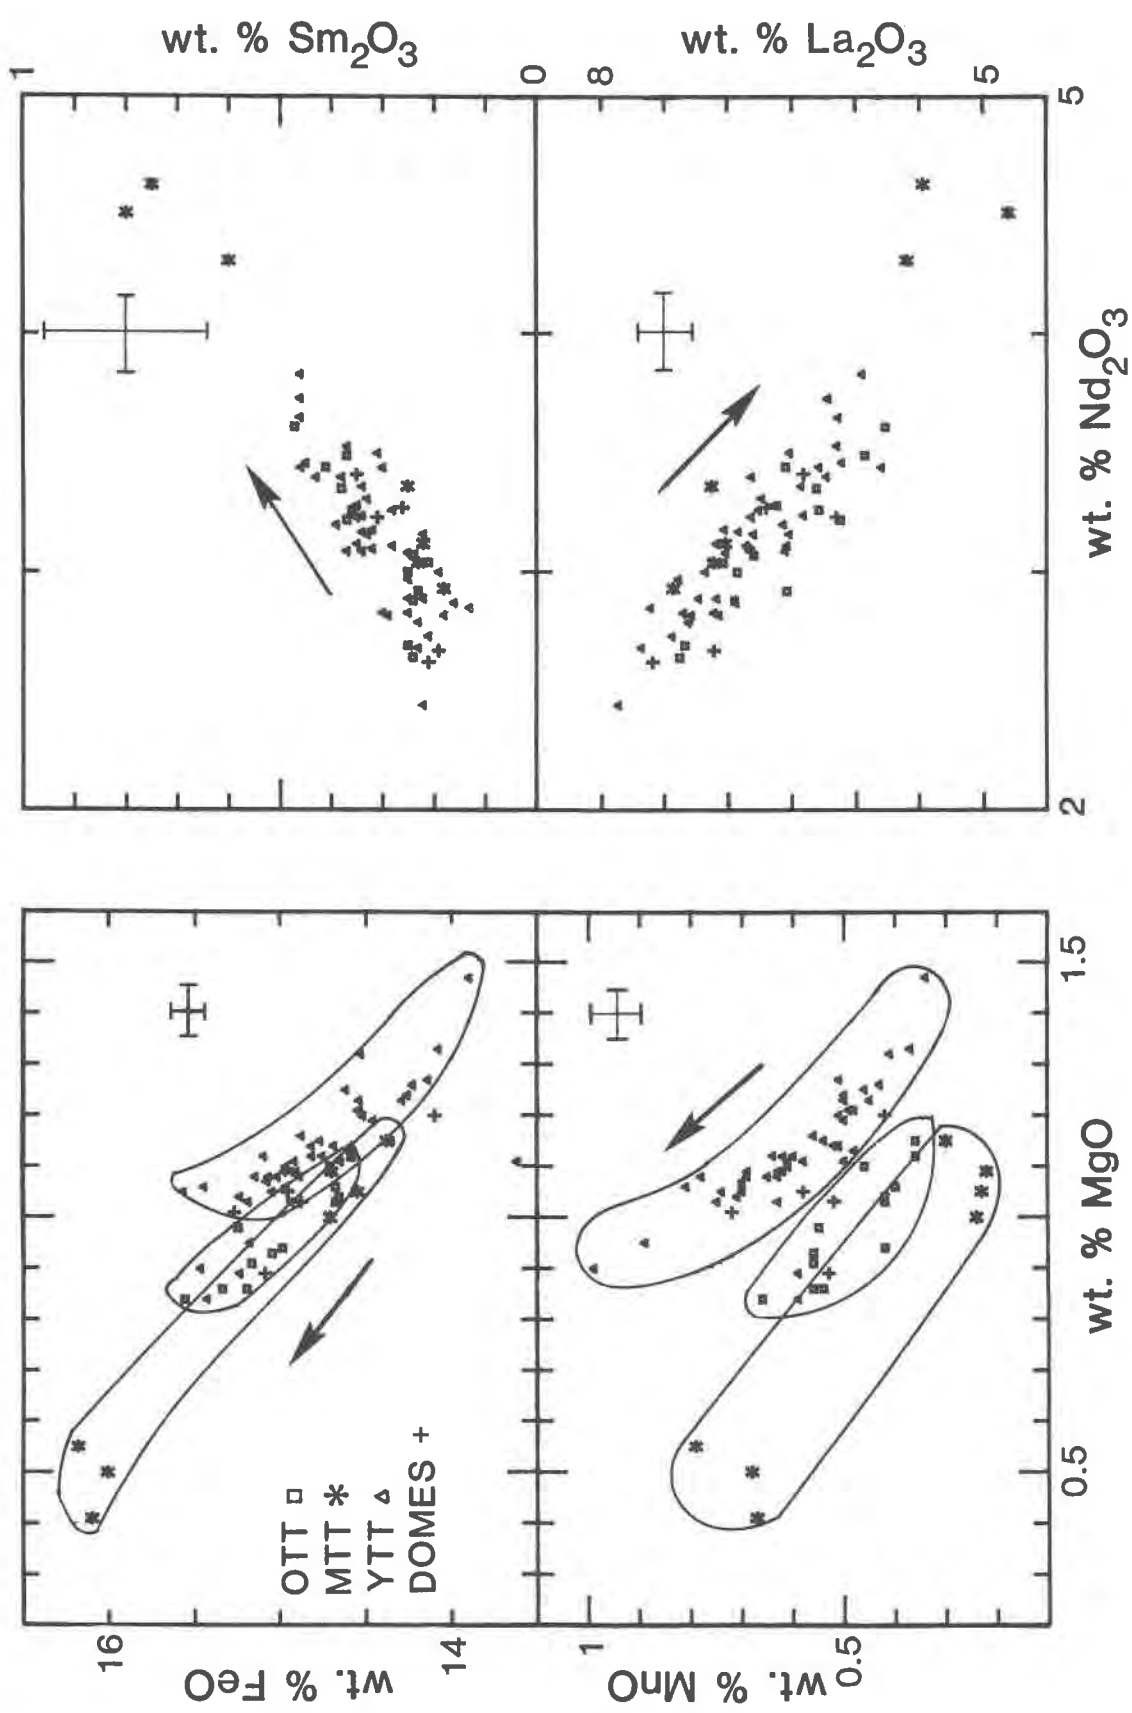 wt. % Sm2O3
1
0
wt. % La2O3
8
5
5
2
wt. % Nd2O3
OTT □
MTT *
YTT △
DOMES +
16
14
wt. % FeO
1
0.5
wt. % MnO
1.5
0.5
wt. % MgO